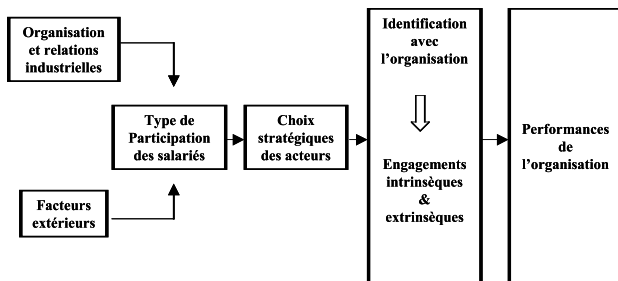 Organisation
et relations
industrielles
Facteurs
extérieurs
Type de
Participation
des salariés
Choix
stratégiques
des acteurs
Identification
avec
l’organisation
Engagements
intrinsèques
&
extrinsèques
Performances
de
l’organisation